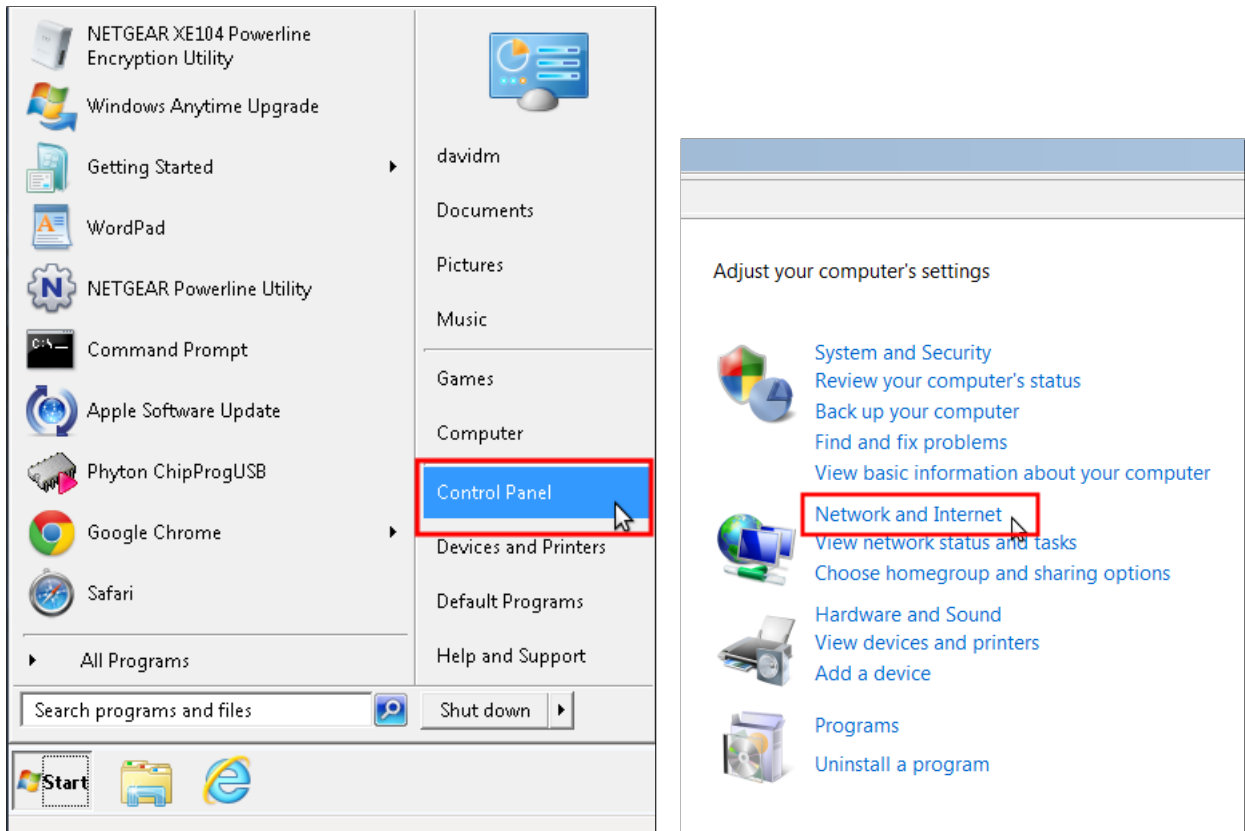 NETGEAR XE104 Powerline
Encryption Utility
Windows Anytime Upgrade
Getting Started
WordPad
NETGEAR Powerline Utility
C:\
Command Prompt
Apple Software Update
Phyton ChipProgUSB
Google Chrome
Safari
All Programs
Search programs and files
davidm
Documents
Pictures
Music
Games
Computer
Control Panel
Devices and Printers
Default Programs
Help and Support
Shut down
Start
Adjust your computer's settings
System and Security
Review your computer's status
Back up your computer
Find and fix problems
View basic information about your computer
Network and Internet
View network status and tasks
Choose homegroup and sharing options
Hardware and Sound
View devices and printers
Add a device
Programs
Uninstall a program